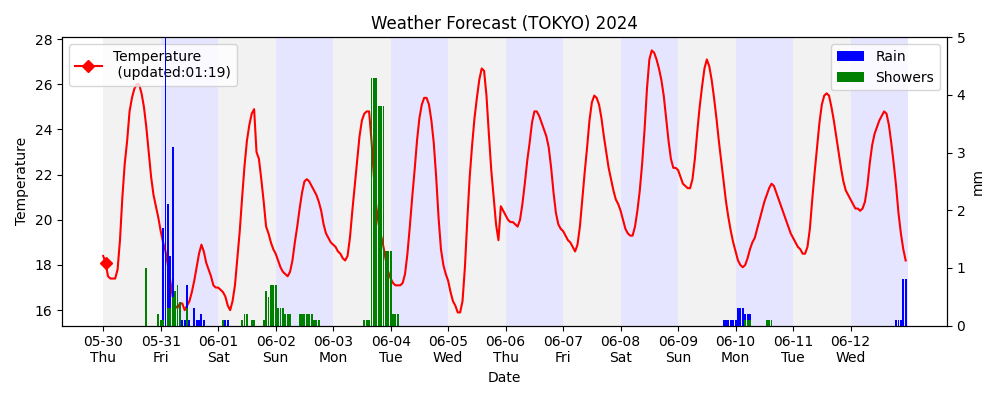 Weather Forecast (TOKYO) 2024
28
26
24
22
20
18
16
Temperature
Temperature
(updated:01:19)
Rain
Showers
5
4
3
2
1
0
mm
05-30 05-31 06-01 06-02 06-03 06-04 06-05 06-06 06-07 06-08 06-09 06-10 06-11 06-12
Thu Fri Sat Sun Mon Tue Wed Thu Fri Sat Sun Mon Tue Wed
Date